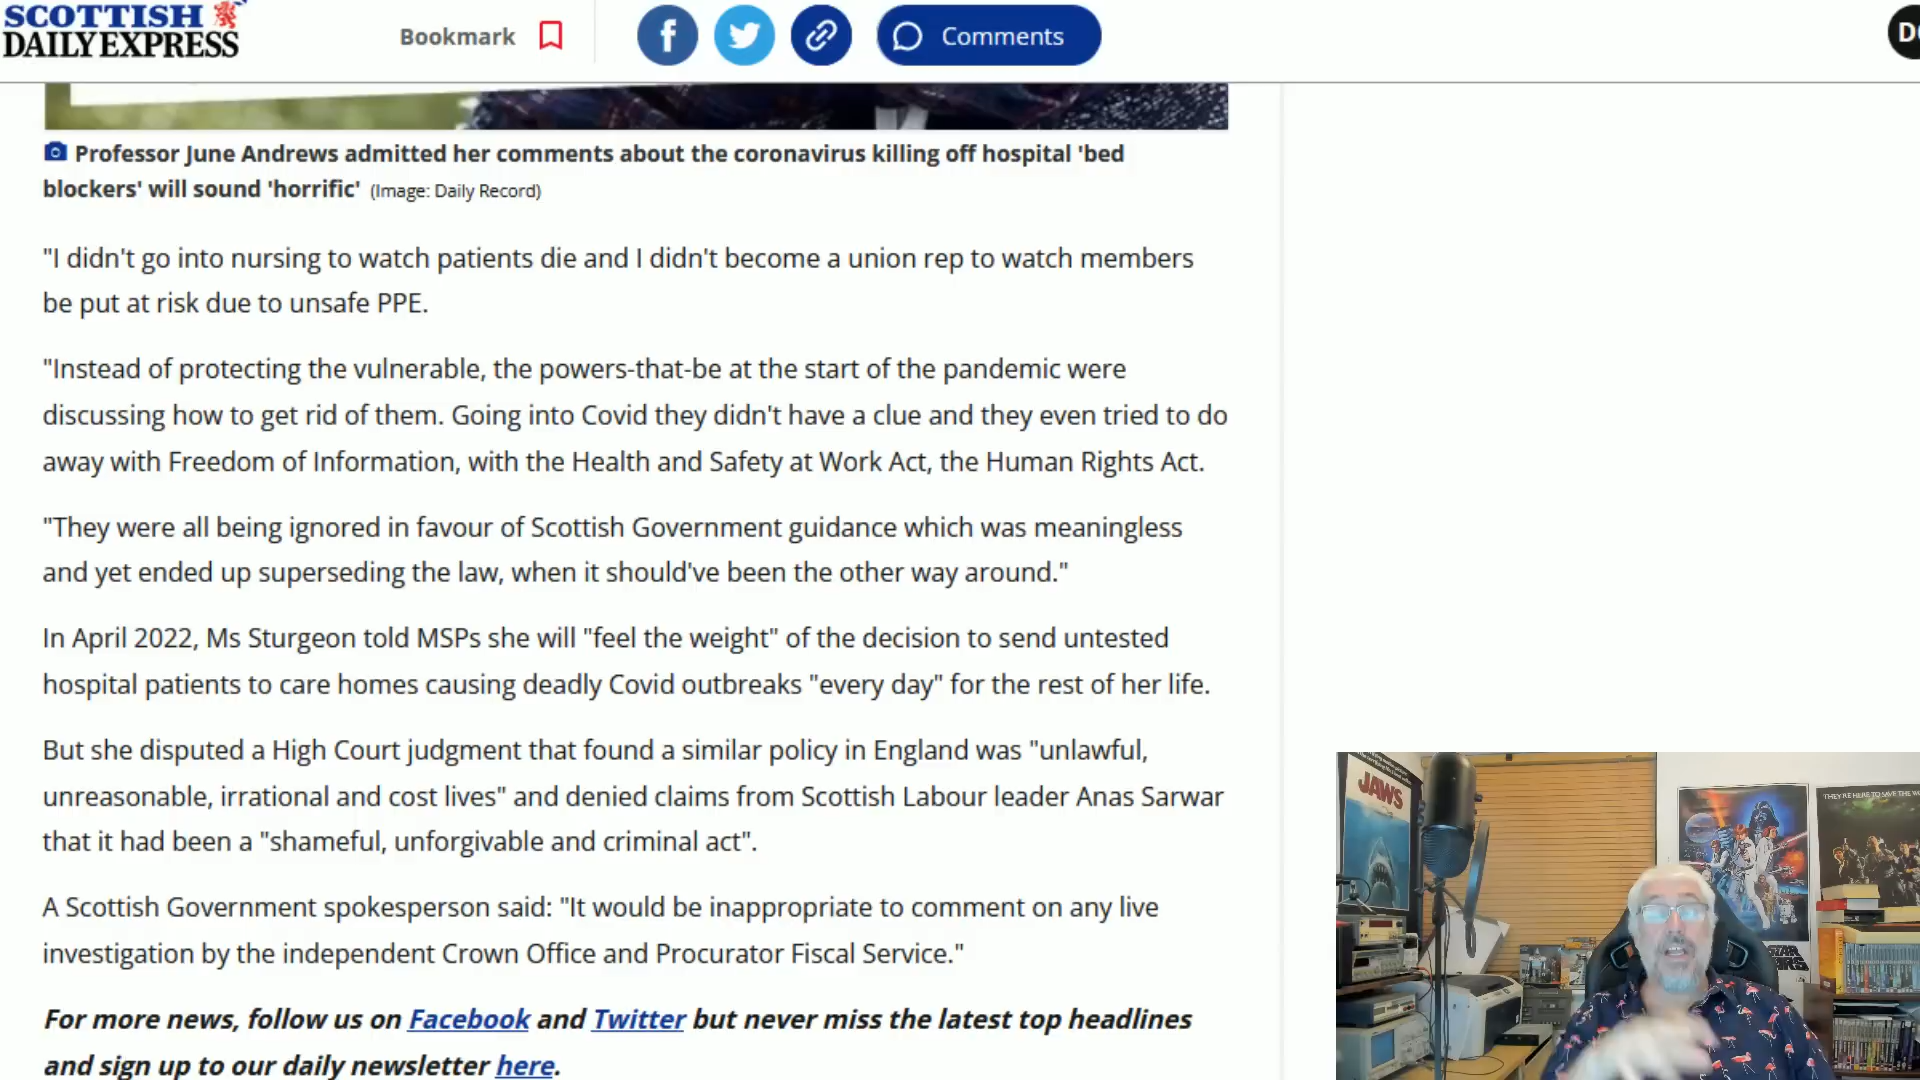 SCOTTISH
DAILY EXPRESS
Bookmark
Comments
Professor June Andrews admitted her comments about the coronavirus killing off hospital 'bed
blockers' will sound 'horrific' (Image: Daily Record)
"I didn't go into nursing to watch patients die and I didn't become a union rep to watch members
be put at risk due to unsafe PPE.
"Instead of protecting the vulnerable, the powers-that-be at the start of the pandemic were
discussing how to get rid of them. Going into Covid they didn't have a clue and they even tried to do
away with Freedom of Information, with the Health and Safety at Work Act, the Human Rights Act.
"They were all being ignored in favour of Scottish Government guidance which was meaningless
and yet ended up superseding the law, when it should've been the other way around."
In April 2022, Ms Sturgeon told MSPs she will "feel the weight" of the decision to send untested
hospital patients to care homes causing deadly Covid outbreaks "every day" for the rest of her life.
But she disputed a High Court judgment that found a similar policy in England was "unlawful,
unreasonable, irrational and cost lives" and denied claims from Scottish Labour leader Anas Sarwar
that it had been a "shameful, unforgivable and criminal act".
A Scottish Government spokesperson said: "It would be inappropriate to comment on any live
investigation by the independent Crown Office and Procurator Fiscal Service."
For more news, follow us on Facebook and Twitter but never miss the latest top headlines
and sign up to our daily newsletter here.
JAWS
THEY'RE HERE TO SAVE THE
STAR
WARS